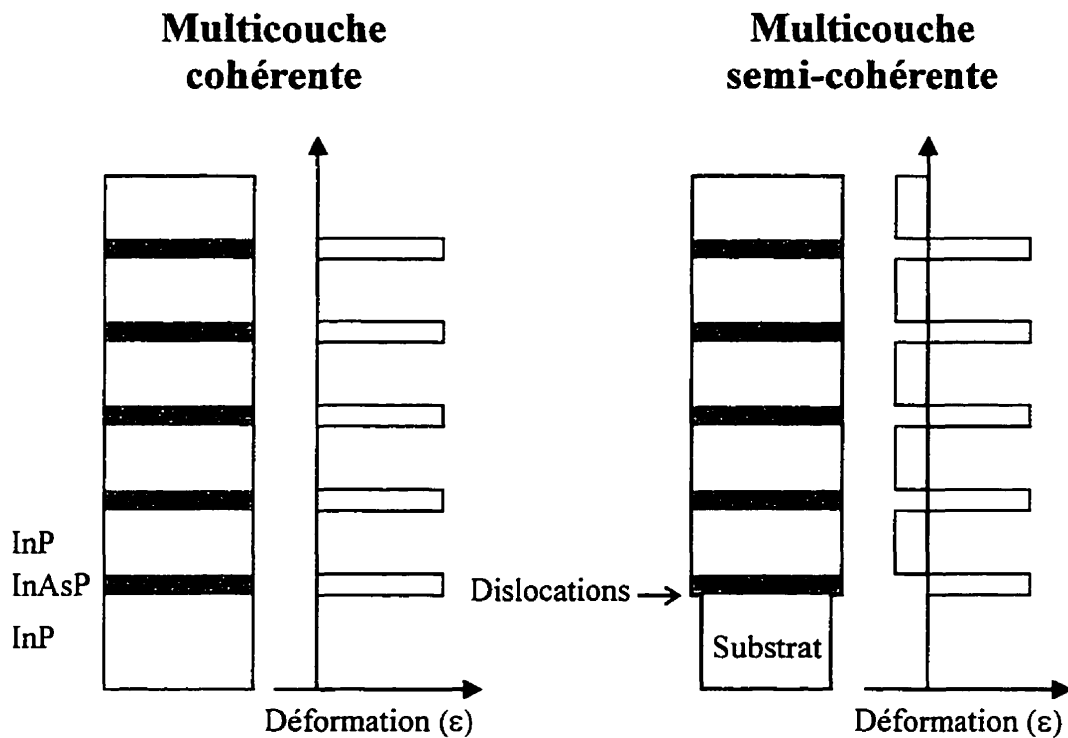 Multicouche
cohérente
Multicouche
semi-cohérente
InP
InAsP
InP
Dislocations
Substrat
Déformation (ε)
Déformation (ε)